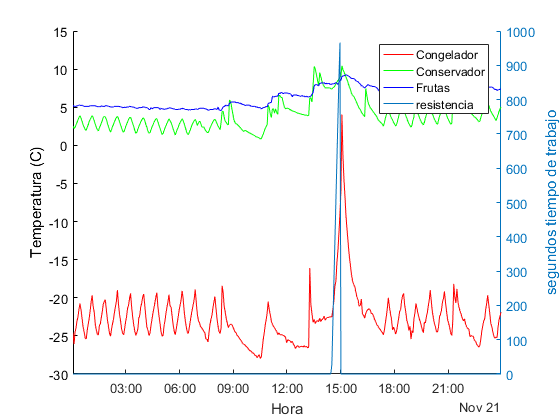 15
10
5
0
-5
-10
-15
-20
-25
-30
Temperatura (C)
Congelador
Conservador
Frutas
resistencia
1000
900
800
700
600
500
400
300
200
100
0
segundos tiempo de trabajo
03:00 06:00 09:00 12:00 15:00 18:00 21:00
Hora
Nov 21